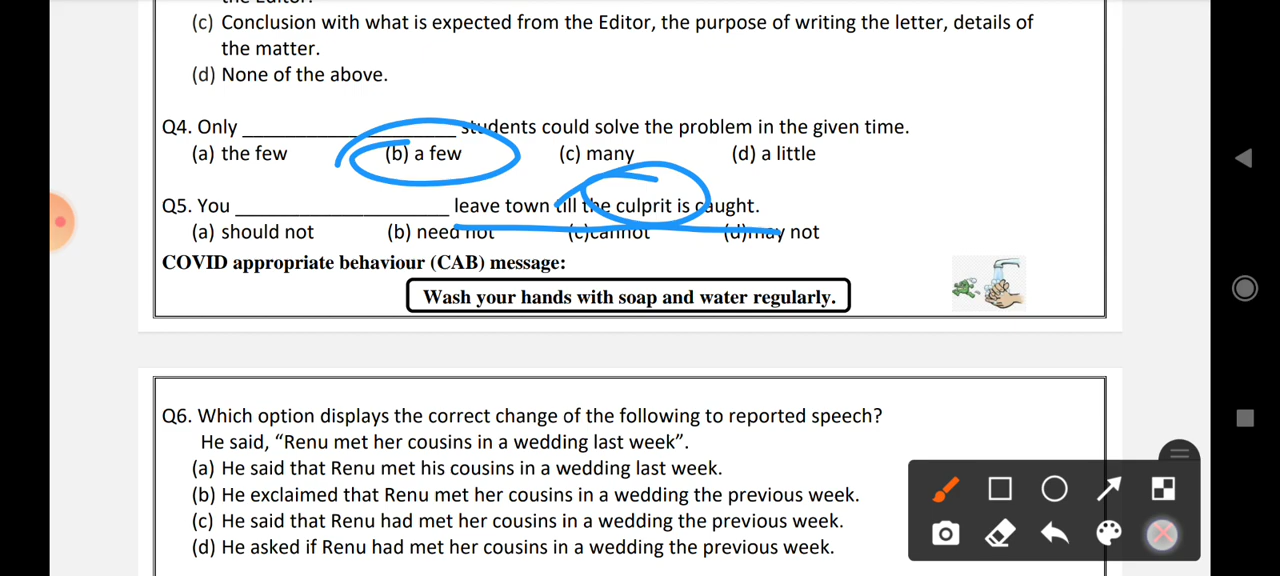 (c) Conclusion with what is expected from the Editor, the purpose of writing the letter, details of
the matter.
(d) None of the above.
Q4. Only ____________________ students could solve the problem in the given time.
(a) the few (b) a few (c) many (d) a little
Q5. You ____________________ leave town till the culprit is caught.
(a) should not (b) need not (c)cannot (d)may not
COVID appropriate behaviour (CAB) message:
Wash your hands with soap and water regularly.
Q6. Which option displays the correct change of the following to reported speech?
He said, “Renu met her cousins in a wedding last week”.
(a) He said that Renu met his cousins in a wedding last week.
(b) He exclaimed that Renu met her cousins in a wedding the previous week.
(c) He said that Renu had met her cousins in a wedding the previous week.
(d) He asked if Renu had met her cousins in a wedding the previous week.